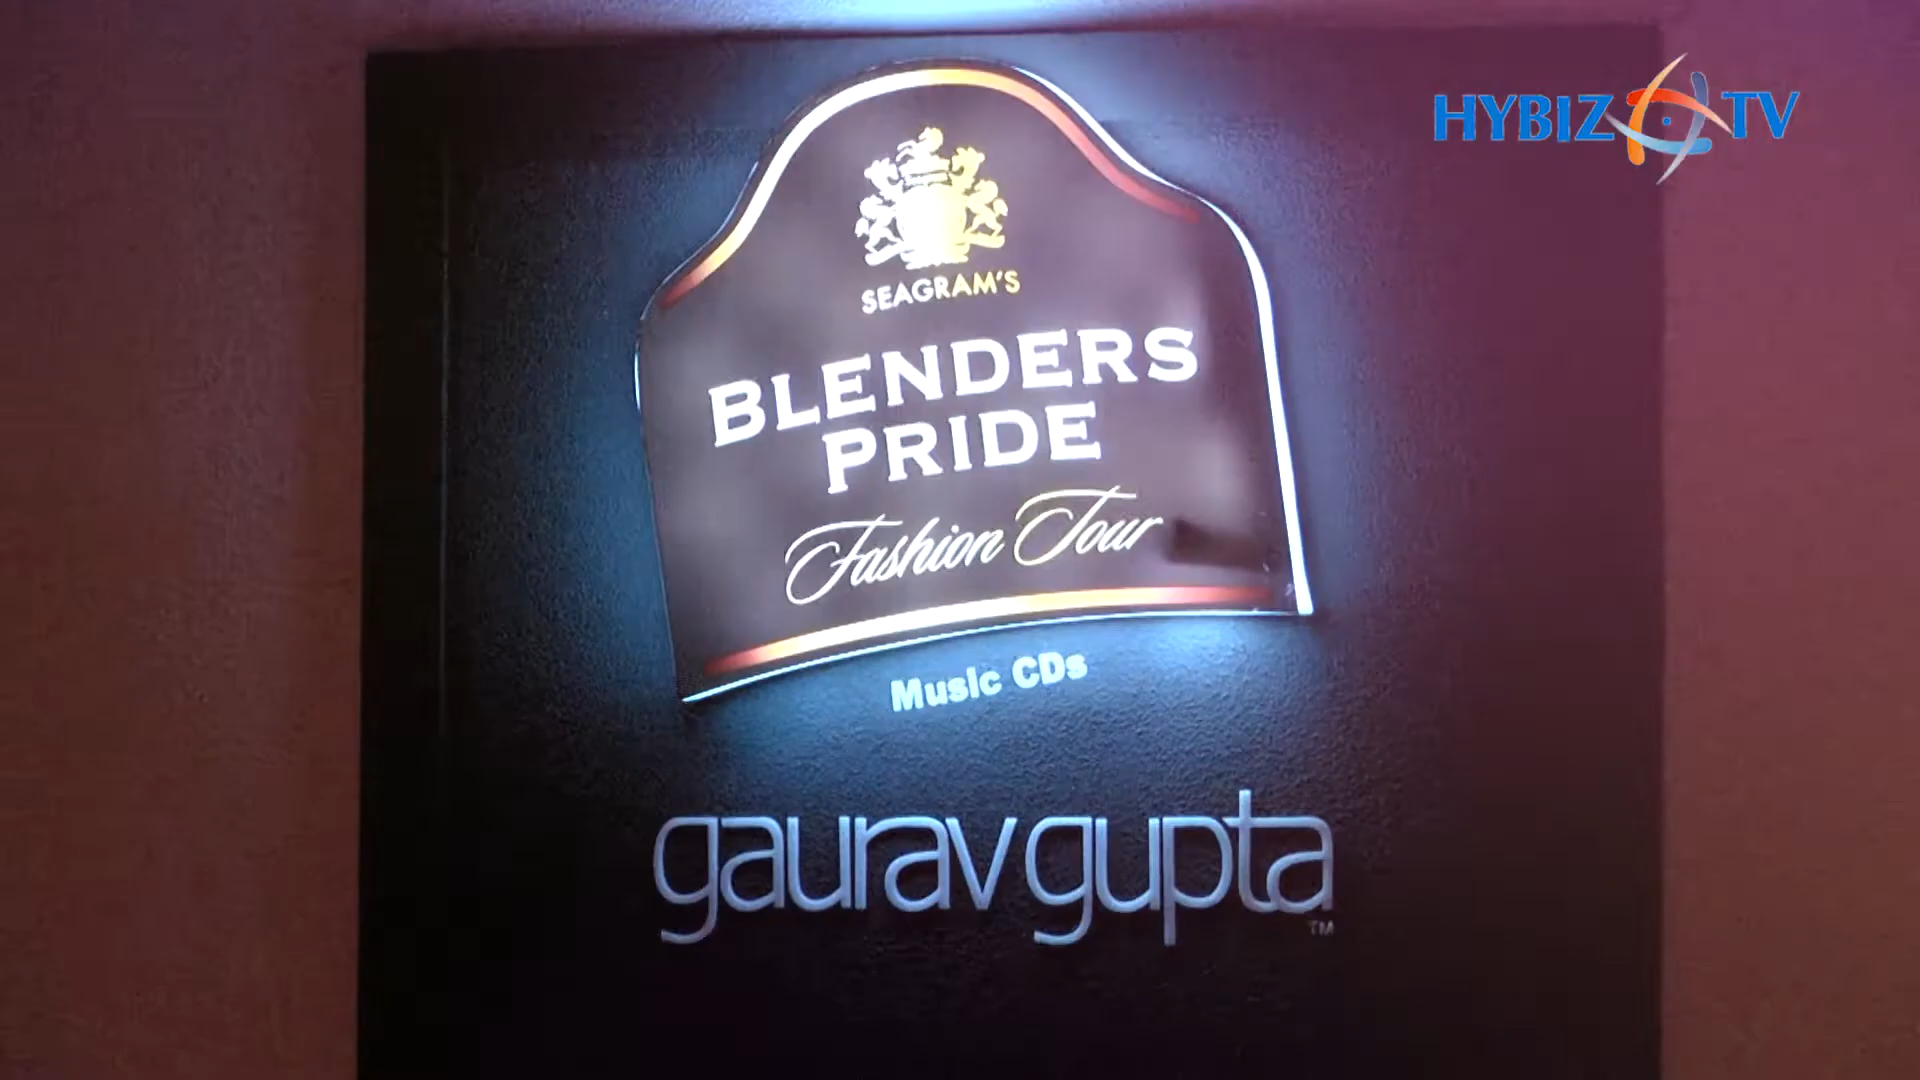 HYBIZ TV
SEAGRAM'S
BLENDERS
PRIDE
Fashion Tour
Music CDs
gaurav gupta
TM